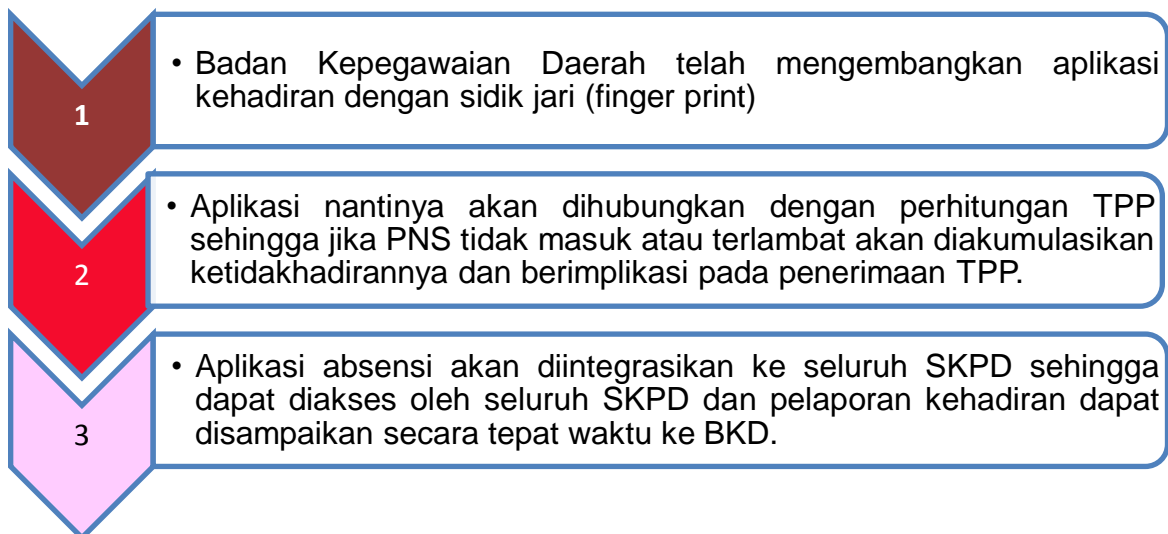 1
• Badan Kepegawaian Daerah telah mengembangkan aplikasi
kehadiran dengan sidik jari (finger print)
2
• Aplikasi nantinya akan dihubungkan dengan perhitungan TPP
sehingga jika PNS tidak masuk atau terlambat akan diakumulasikan
ketidakhadirannya dan berimplikasi pada penerimaan TPP.
3
• Aplikasi absensi akan diintegrasikan ke seluruh SKPD sehingga
dapat diakses oleh seluruh SKPD dan pelaporan kehadiran dapat
disampaikan secara tepat waktu ke BKD.